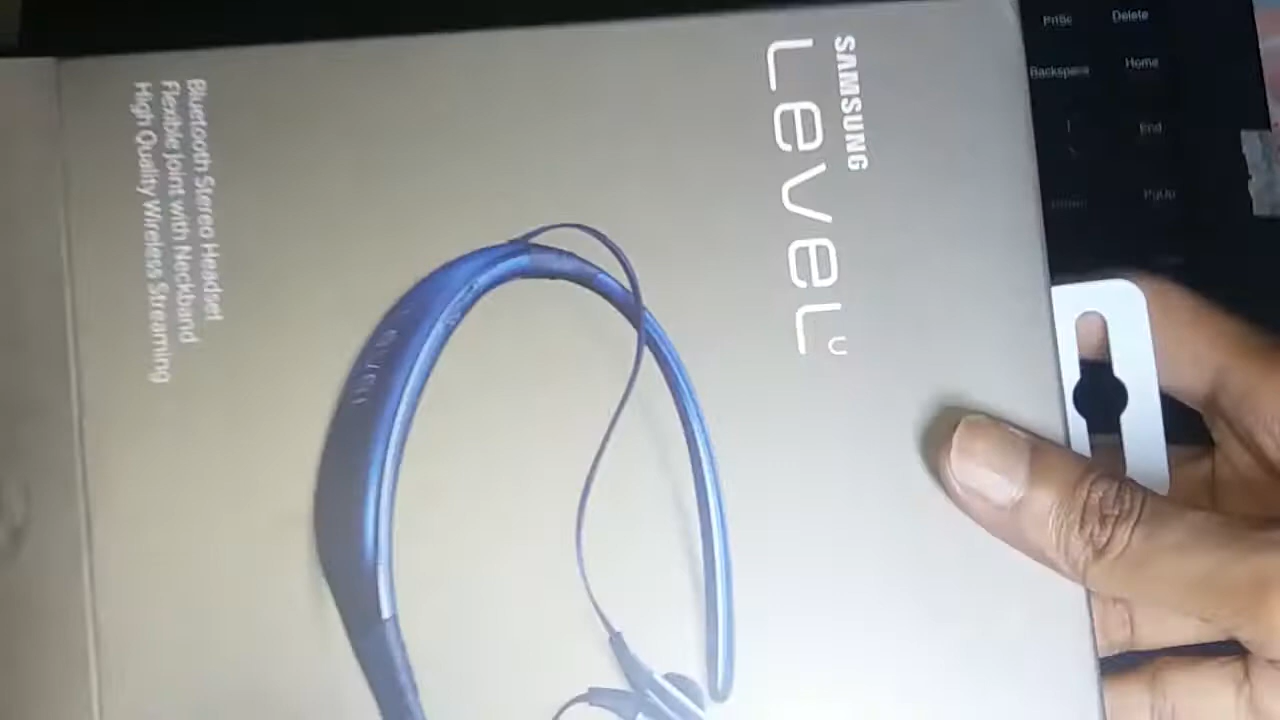 SAMSUNG
Level U
Bluetooth Stereo Headset
Flexible Joint with Neckband
High Quality Wireless Streaming
PrtSc
Delete
Backspace
Home
End
PgUp